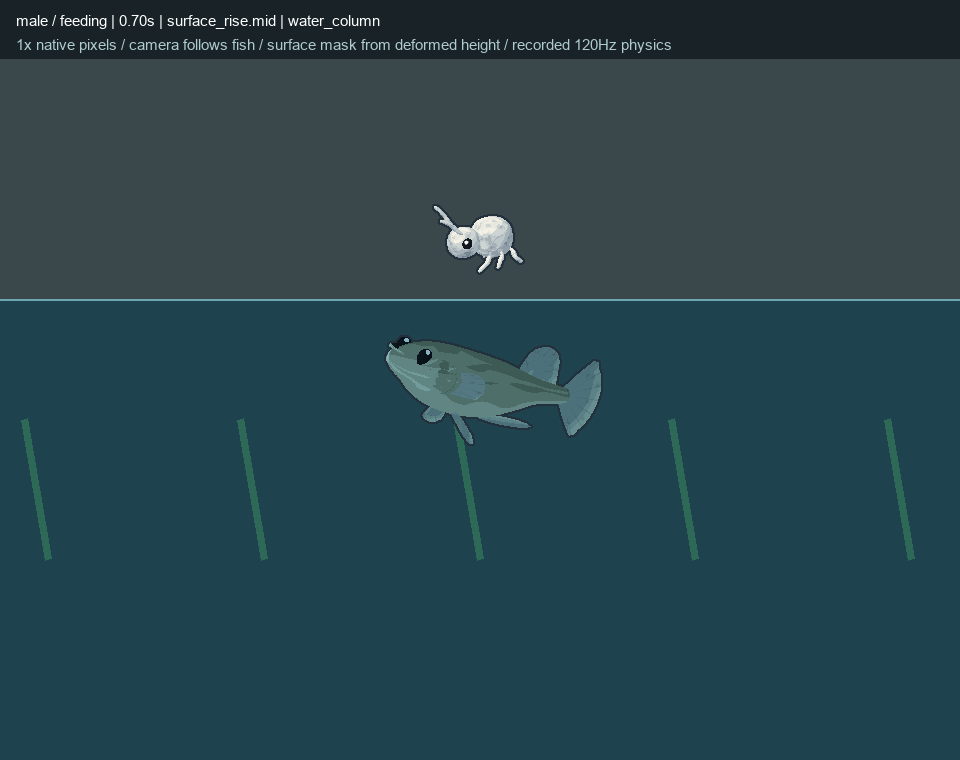 male / feeding | 0.70s | surface_rise.mid | water_column
1x native pixels / camera follows fish / surface mask from deformed height / recorded 120Hz physics